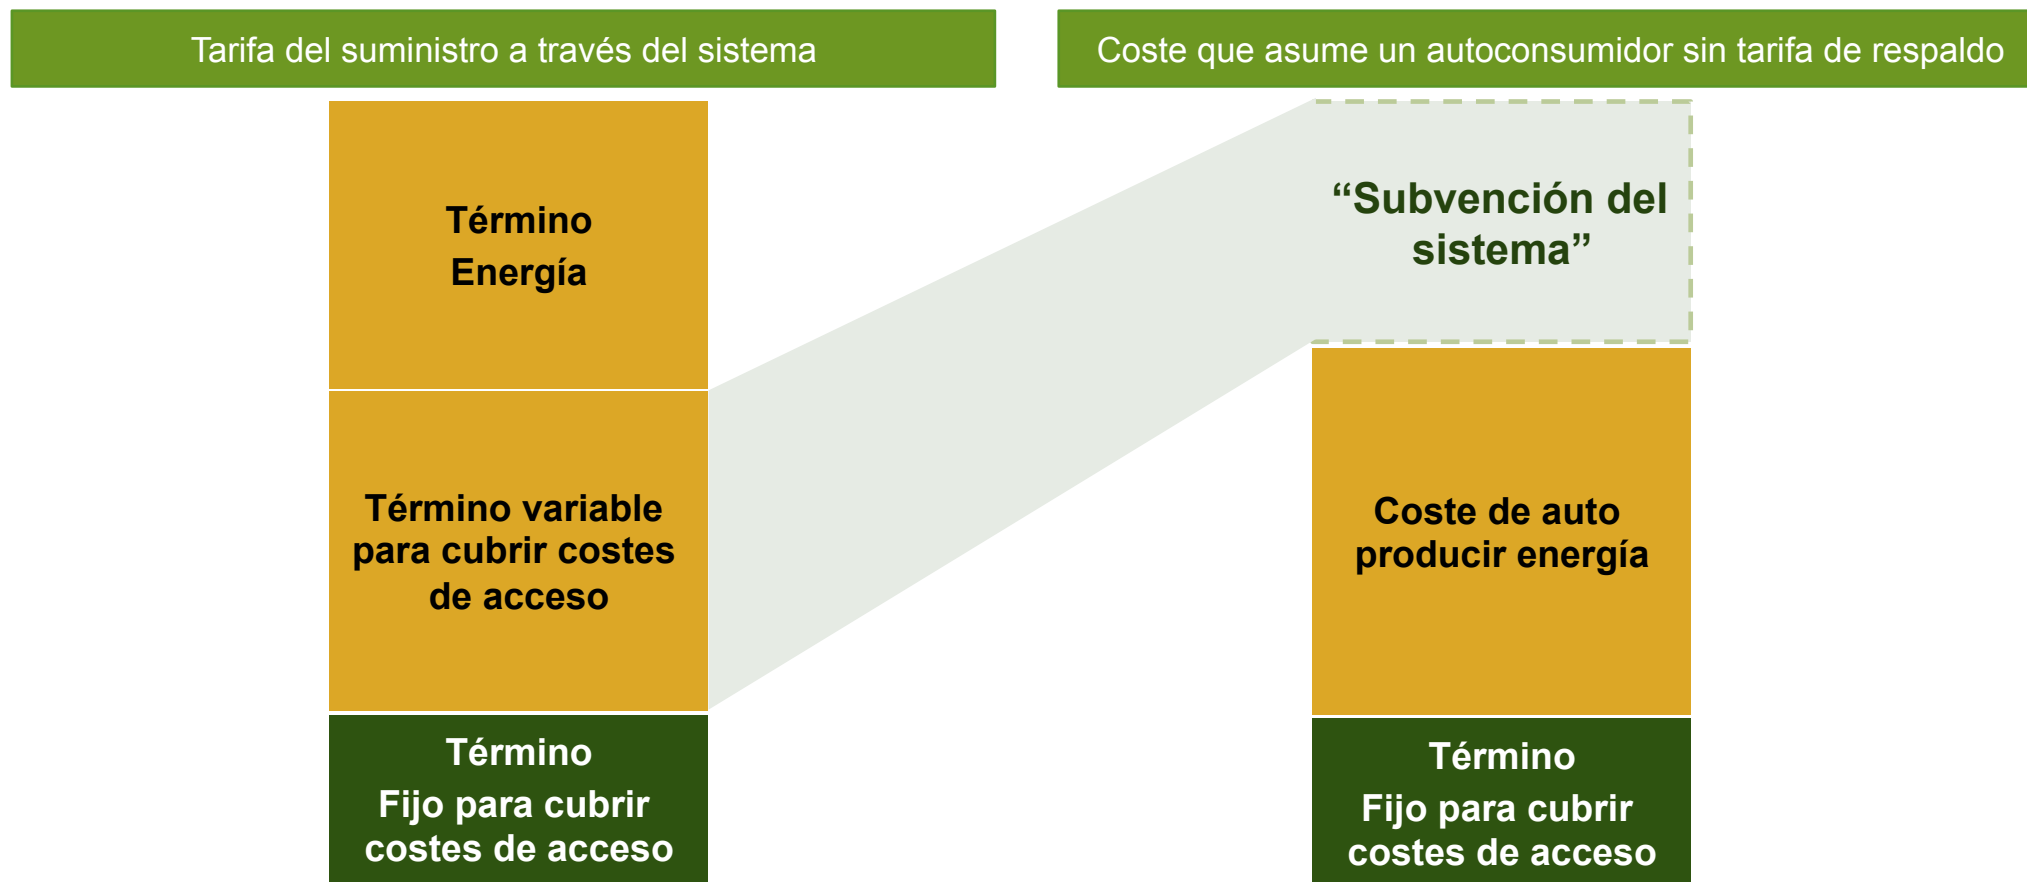 Tarifa del suministro a través del sistema
Término
Energía
Término variable
para cubrir costes
de acceso
Término
Fijo para cubrir
costes de acceso
Coste que asume un autoconsumidor sin tarifa de respaldo
“Subvención del
sistema”
Coste de auto
producir energía
Término
Fijo para cubrir
costes de acceso